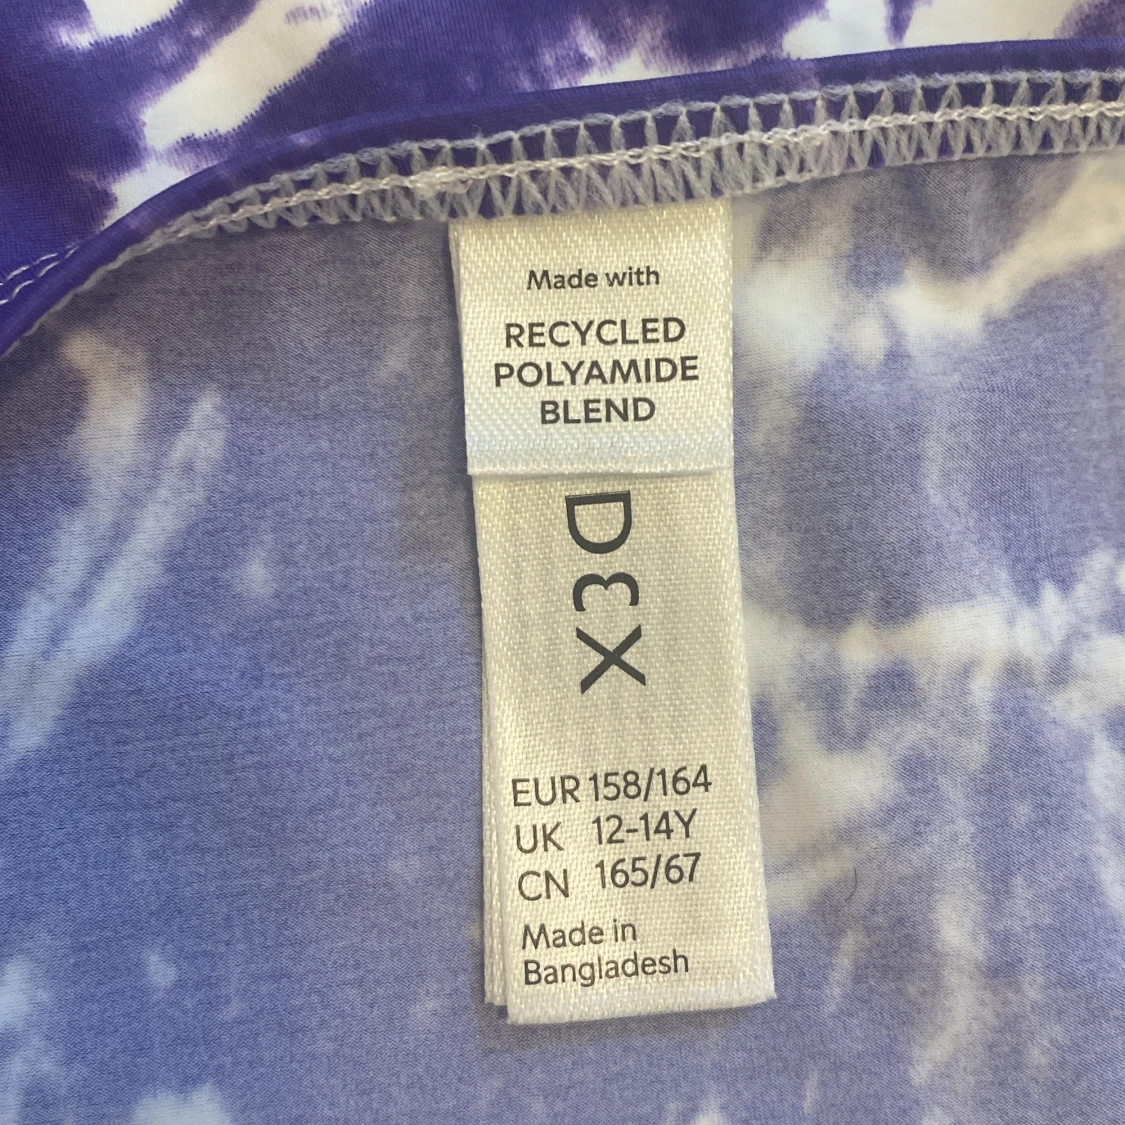 Made with
RECYCLED
POLYAMIDE
BLEND
DEX
EUR 158/164
UK 12-14Y
CN 165/67
Made in
Bangladesh